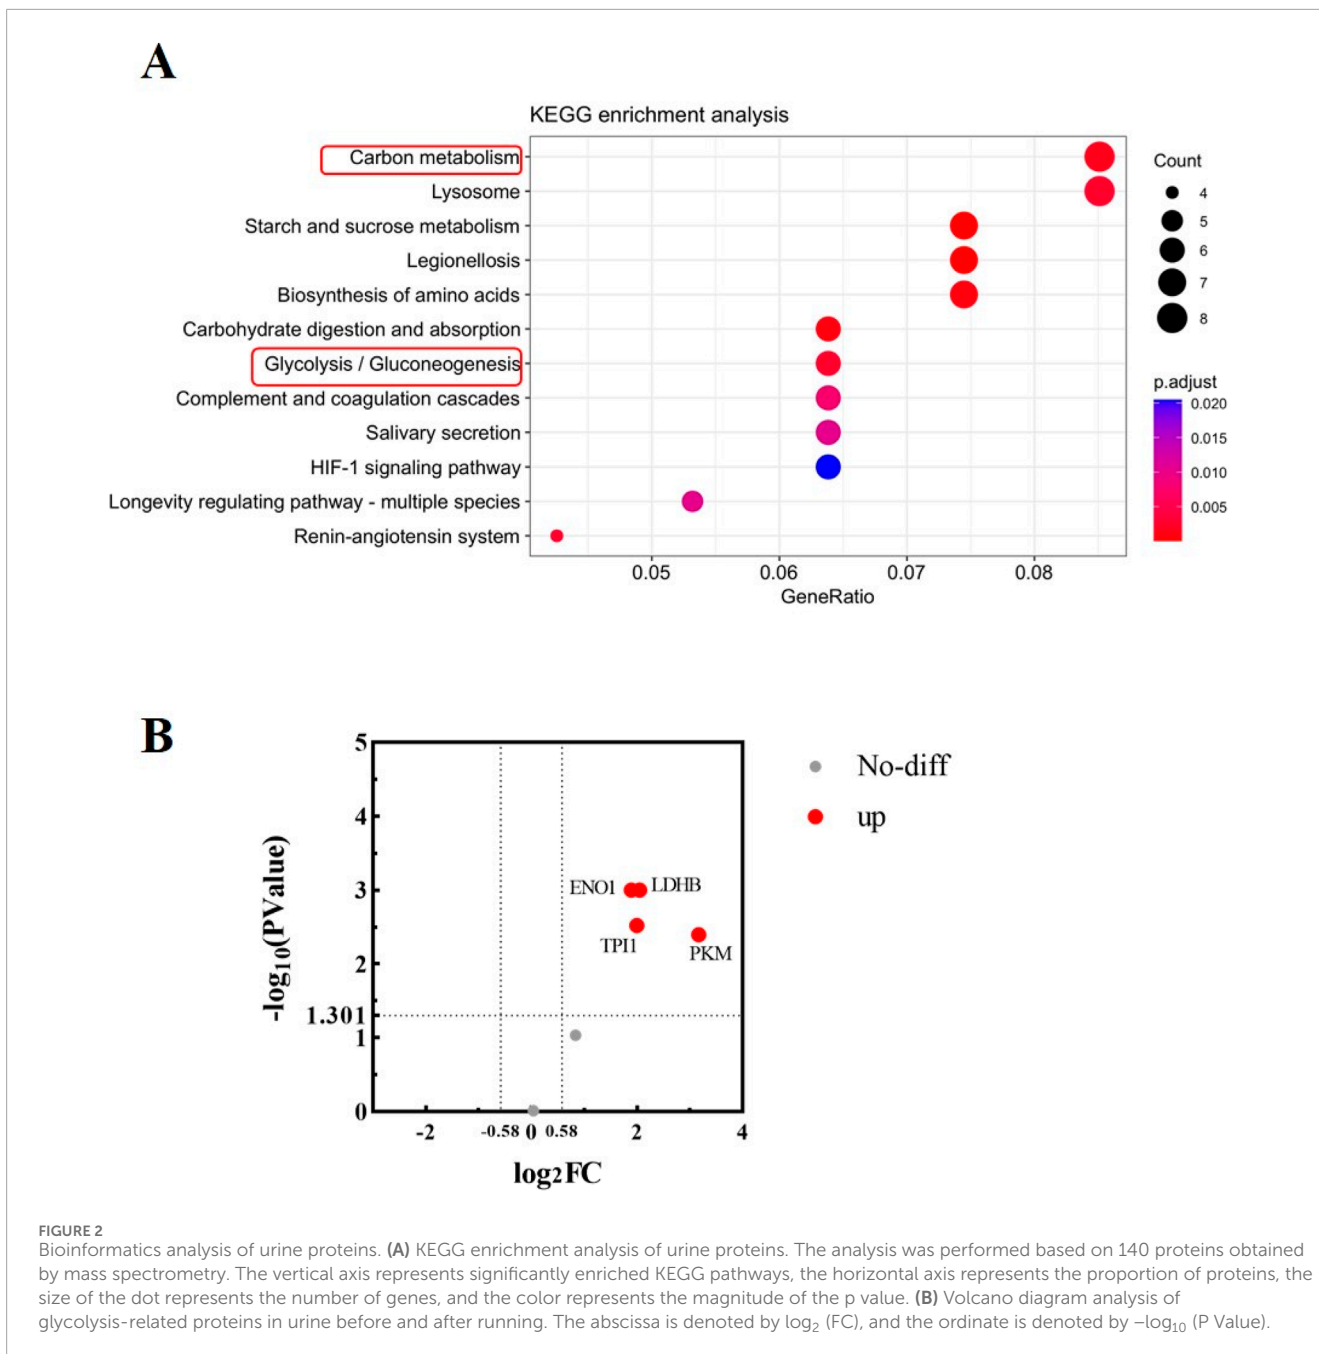 A
KEGG enrichment analysis
Carbon metabolism
Lysosome
Starch and sucrose metabolism
Legionellosis
Biosynthesis of amino acids
Carbohydrate digestion and absorption
Glycolysis / Gluconeogenesis
Complement and coagulation cascades
Salivary secretion
HIF-1 signaling pathway
Longevity regulating pathway - multiple species
Renin-angiotensin system
0.05 0.06 0.07 0.08
GeneRatio
Count
4
5
6
7
8
p.adjust
0.020
0.015
0.010
0.005
B
5
4
3
2
1.301
1
0
-log10(PValue)
ENO1 LDHB
TPI1
PKM
-2 -0.58 0 0.58 2 4
log2FC
No-diff
up
FIGURE 2
Bioinformatics analysis of urine proteins. (A) KEGG enrichment analysis of urine proteins. The analysis was performed based on 140 proteins obtained
by mass spectrometry. The vertical axis represents significantly enriched KEGG pathways, the horizontal axis represents the proportion of proteins, the
size of the dot represents the number of genes, and the color represents the magnitude of the p value. (B) Volcano diagram analysis of
glycolysis-related proteins in urine before and after running. The abscissa is denoted by log2 (FC), and the ordinate is denoted by –log10 (P Value).